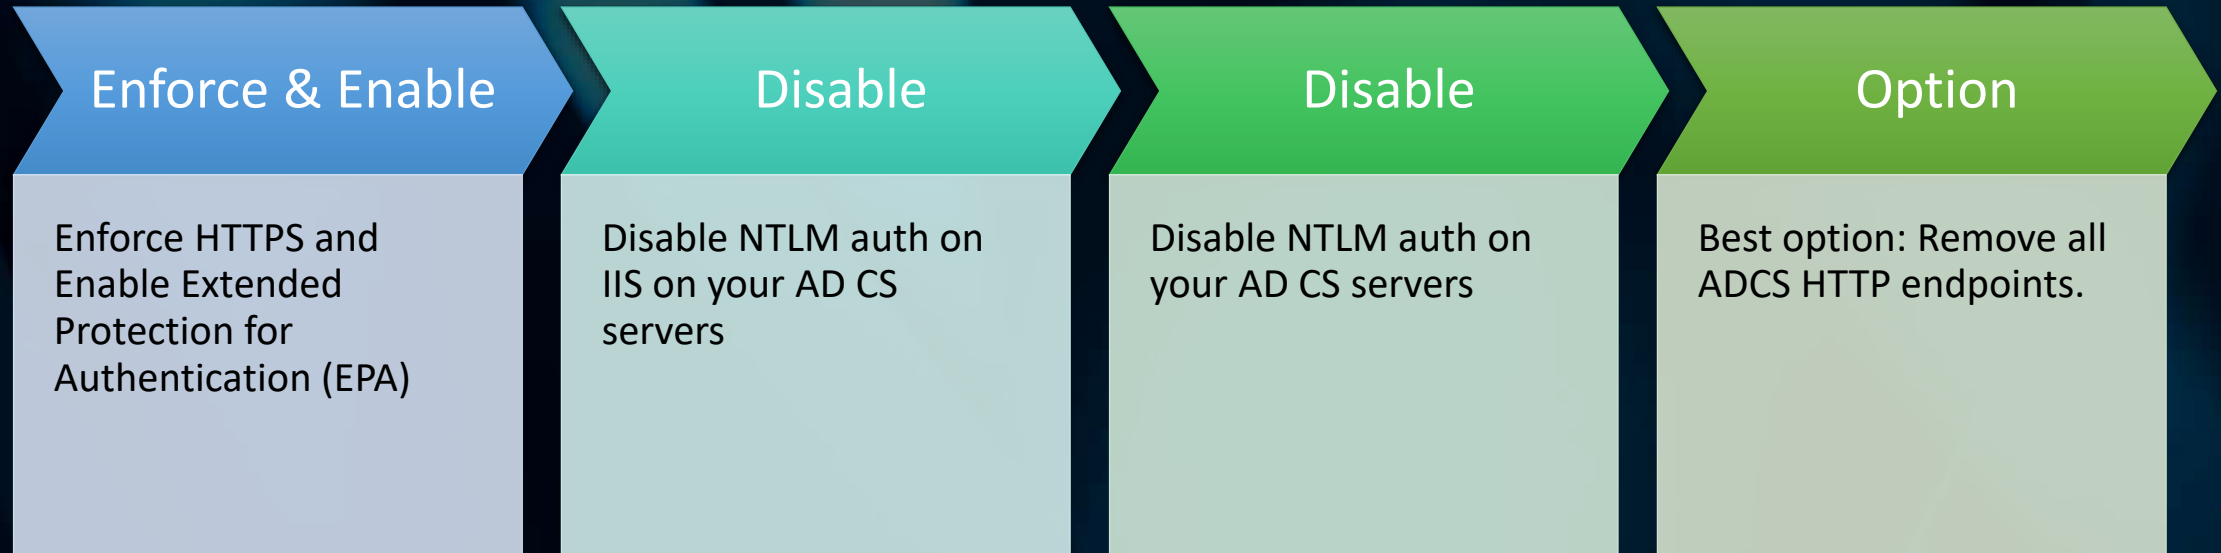 Enforce & Enable
Enforce HTTPS and
Enable Extended
Protection for
Authentication (EPA)
Disable
Disable NTLM auth on
IIS on your AD CS
servers
Disable
Disable NTLM auth on
your AD CS servers
Option
Best option: Remove all
ADCS HTTP endpoints.